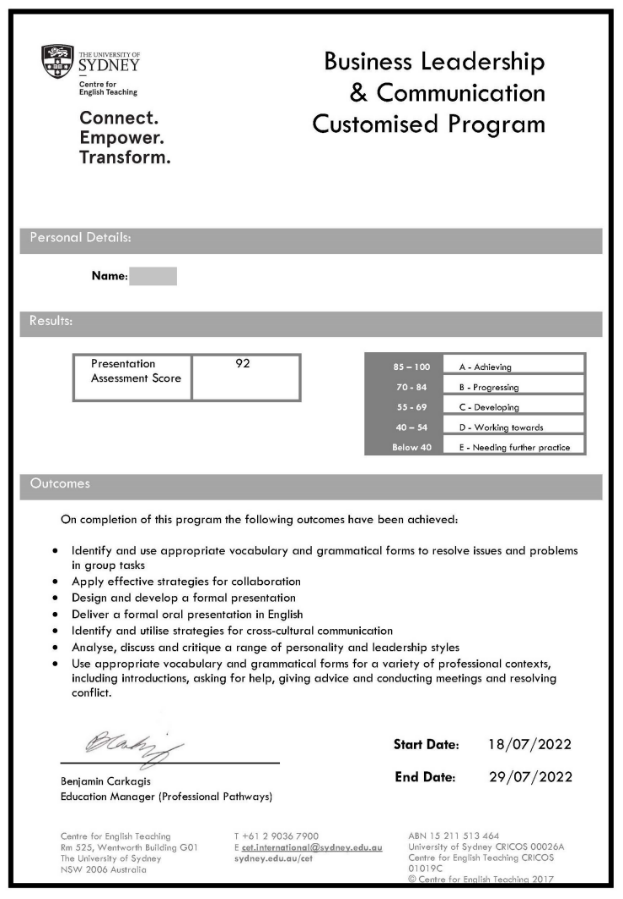 THE UNIVERSITY OF
SYDNEY
Centre for
English Teaching
Connect.
Empower.
Transform.
Business Leadership
& Communication
Customised Program
Personal Details:
Name:
Results:
Presentation
Assessment Score
92
85 – 100 A - Achieving
70 - 84 B - Progressing
55 - 69 C - Developing
40 – 54 D - Working towards
Below 40 E - Needing further practice
Outcomes
On completion of this program the following outcomes have been achieved:
• Identify and use appropriate vocabulary and grammatical forms to resolve issues and problems
in group tasks
• Apply effective strategies for collaboration
• Design and develop a formal presentation
• Deliver a formal oral presentation in English
• Identify and utilise strategies for cross-cultural communication
• Analyse, discuss and critique a range of personality and leadership styles
• Use appropriate vocabulary and grammatical forms for a variety of professional contexts,
including introductions, asking for help, giving advice and conducting meetings and resolving
conflict.
Benjamin Carkagis
Education Manager (Professional Pathways)
Start Date: 18/07/2022
End Date: 29/07/2022
Centre for English Teaching
Rm 525, Wentworth Building G01
The University of Sydney
NSW 2006 Australia
T +61 2 9036 7900
E cet.international@sydney.edu.au
sydney.edu.au/cet
ABN 15 211 513 464
University of Sydney CRICOS 00026A
Centre for English Teaching CRICOS
01019C
© Centre for English Teaching 2017